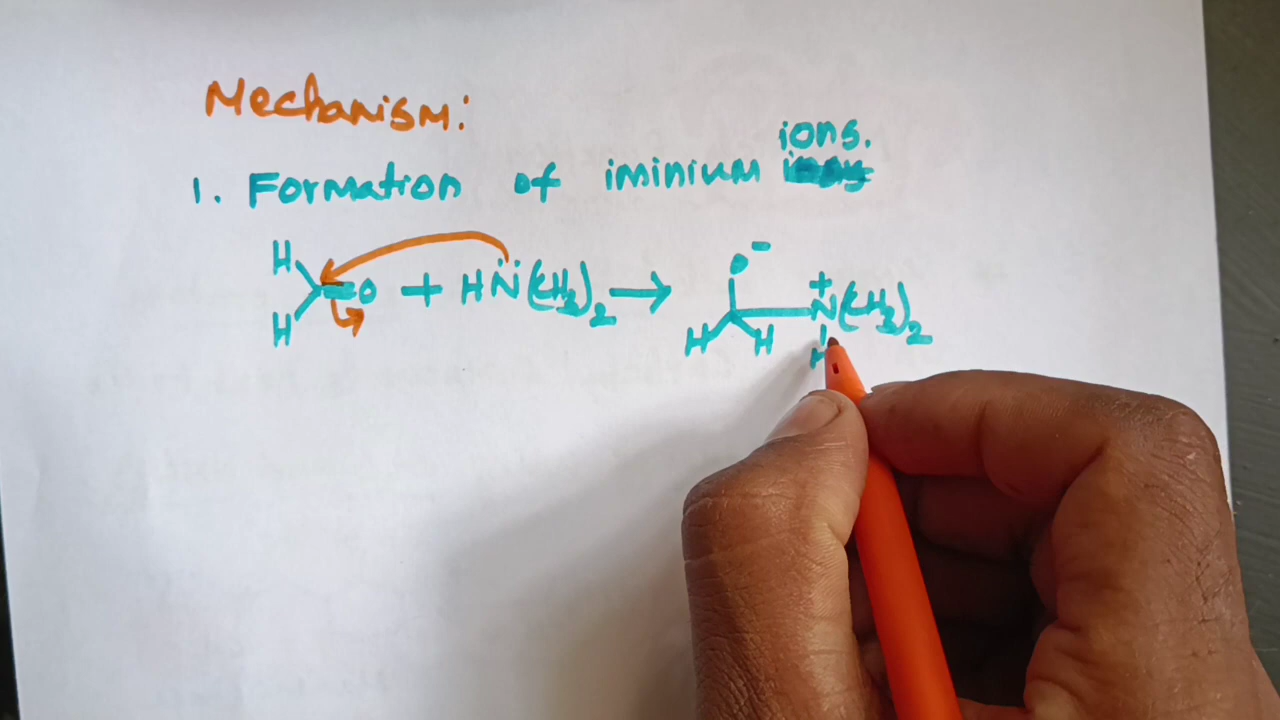 Mechanism:
1. Formation of iminium ions.
H
H
=O + HN̈(CH3)2 →
H
H
O-
N+(CH3)2
H